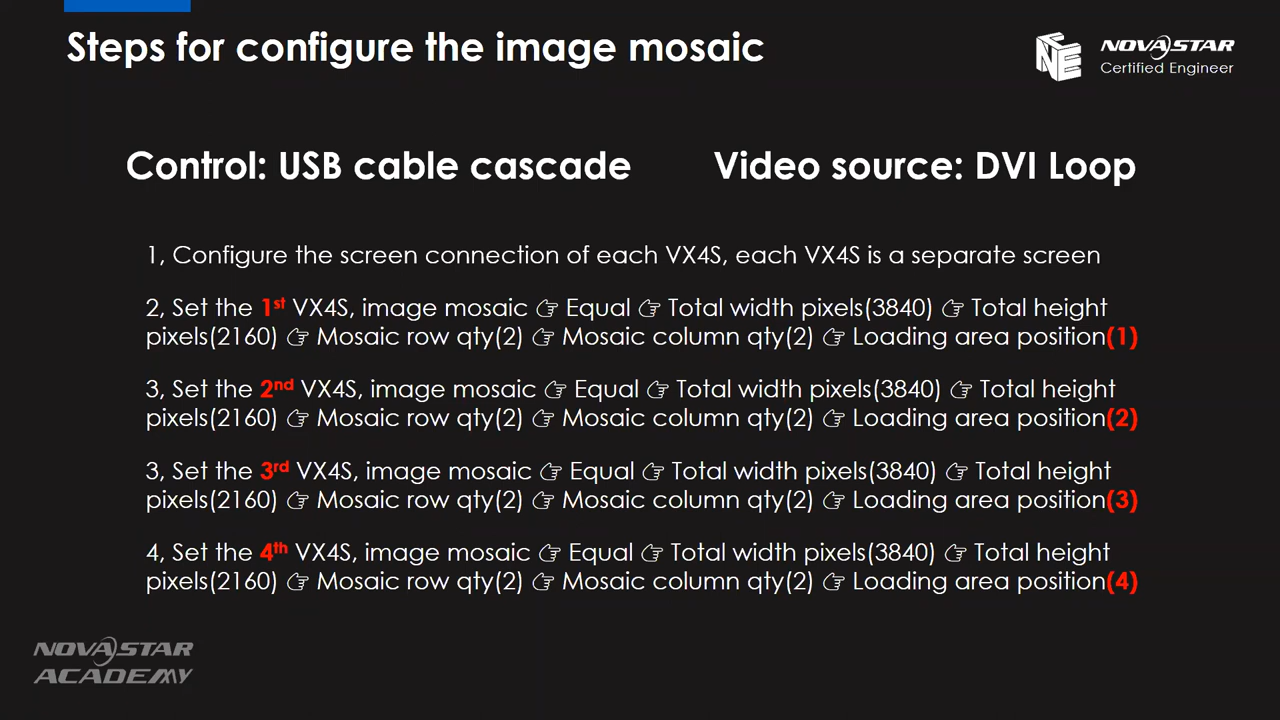 Steps for configure the image mosaic
NOVASTAR
Certified Engineer
Control: USB cable cascade
Video source: DVI Loop
1, Configure the screen connection of each VX4S, each VX4S is a separate screen
2, Set the 1st VX4S, image mosaic ☞ Equal ☞ Total width pixels(3840) ☞ Total height
pixels(2160) ☞ Mosaic row qty(2) ☞ Mosaic column qty(2) ☞ Loading area position(1)
3, Set the 2nd VX4S, image mosaic ☞ Equal ☞ Total width pixels(3840) ☞ Total height
pixels(2160) ☞ Mosaic row qty(2) ☞ Mosaic column qty(2) ☞ Loading area position(2)
3, Set the 3rd VX4S, image mosaic ☞ Equal ☞ Total width pixels(3840) ☞ Total height
pixels(2160) ☞ Mosaic row qty(2) ☞ Mosaic column qty(2) ☞ Loading area position(3)
4, Set the 4th VX4S, image mosaic ☞ Equal ☞ Total width pixels(3840) ☞ Total height
pixels(2160) ☞ Mosaic row qty(2) ☞ Mosaic column qty(2) ☞ Loading area position(4)
NOVASTAR
ACADEMY